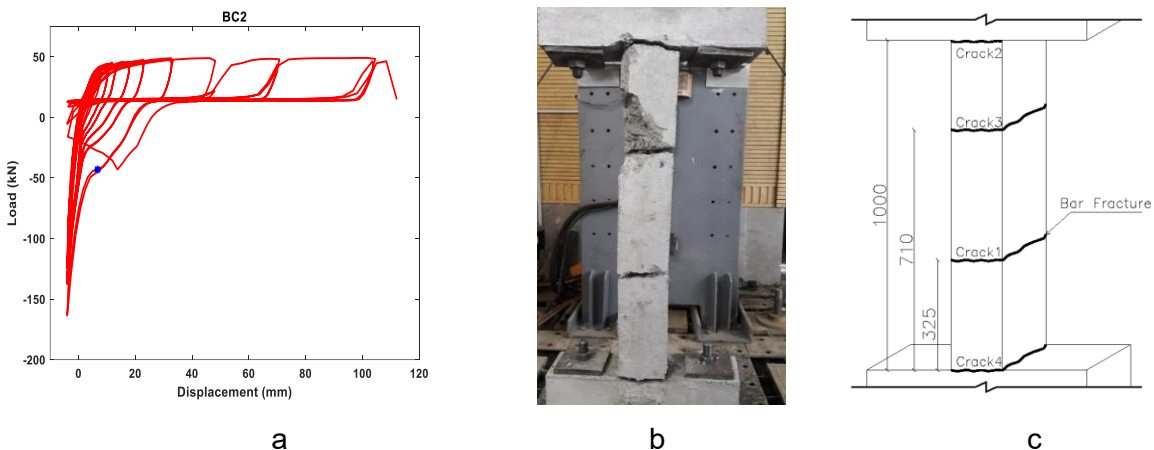 BC2
50
0
-50
-100
-150
-200
Load (kN)
0
20
40
60
80
100
120
Displacement (mm)
Crack2
Crack3
Crack1
Crack4
1000
710
325
Bar Fracture
a
b
c